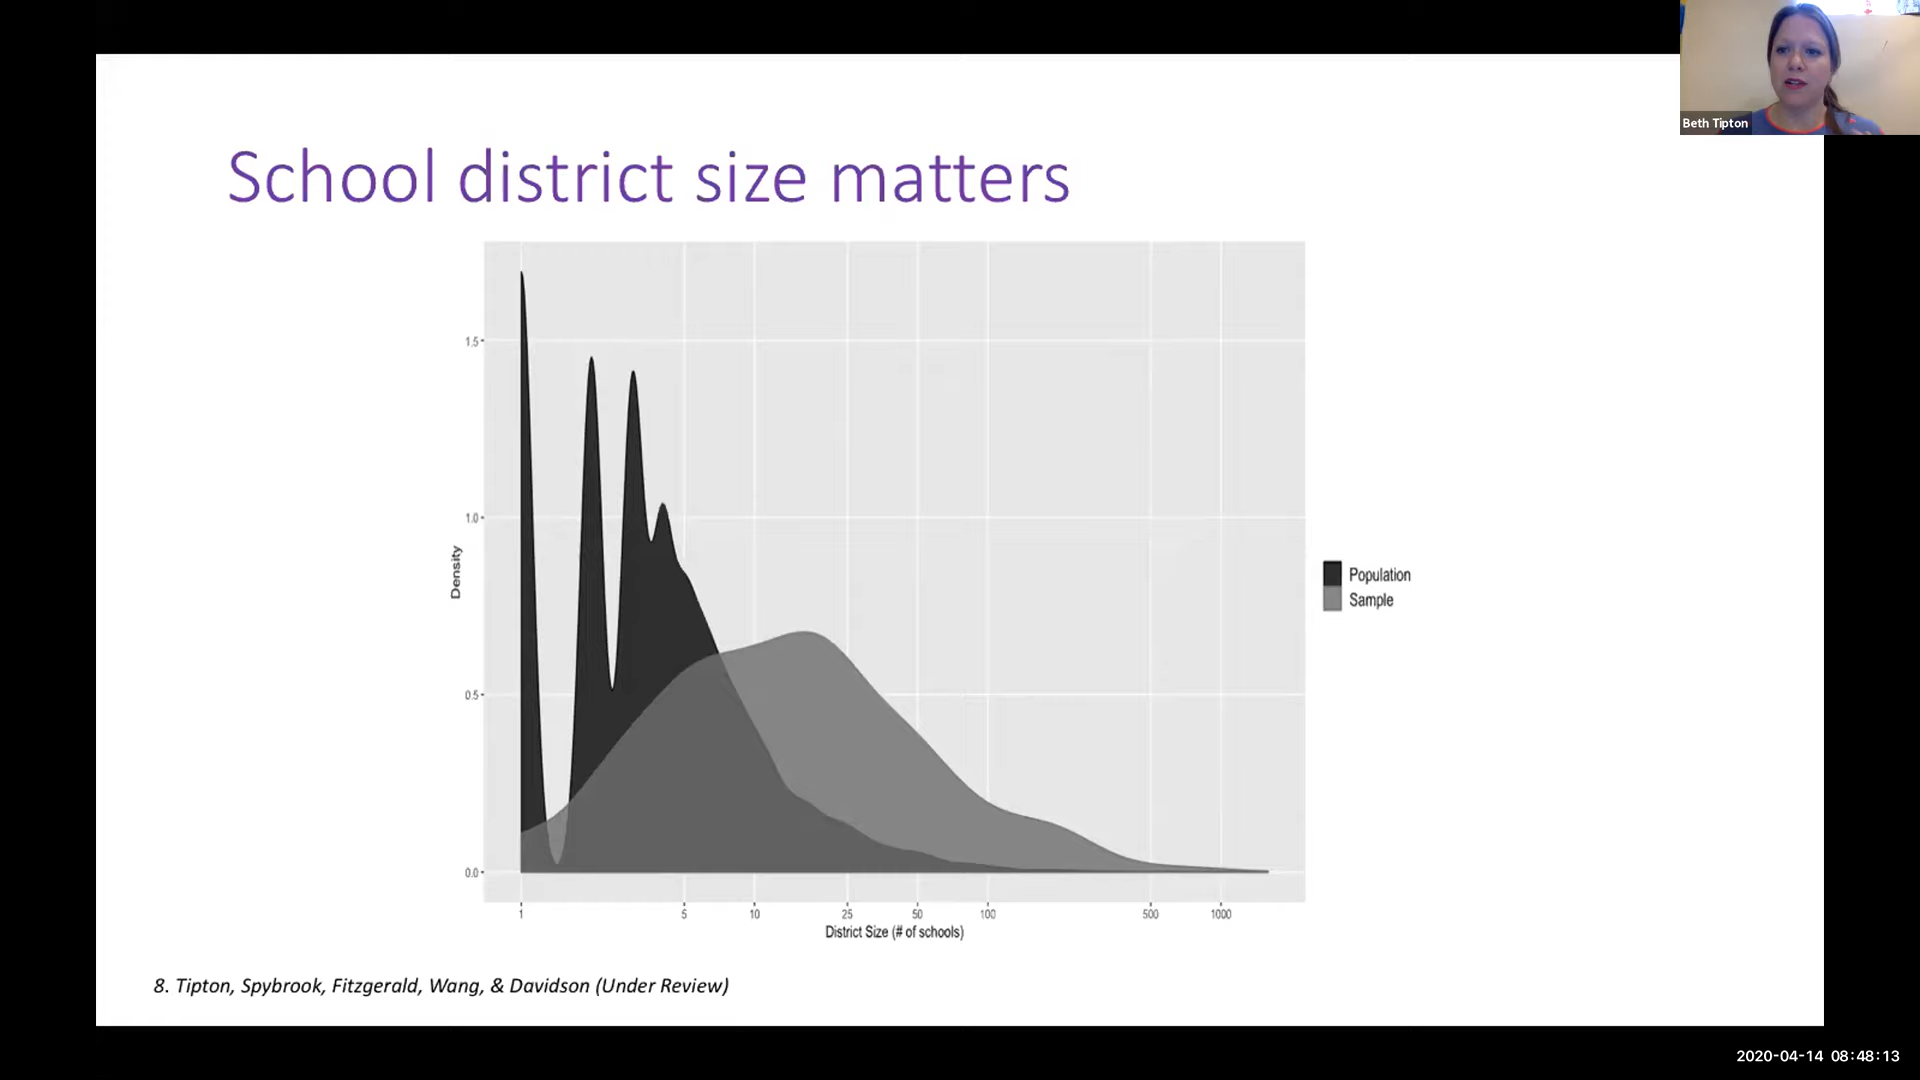 Beth Tipton
School district size matters
1.5
1.0
0.5
0.0
Density
1 5 10 25 50 100 500 1000
District Size (# of schools)
Population
Sample
8. Tipton, Spybrook, Fitzgerald, Wang, & Davidson (Under Review)
2020-04-14 08:48:13